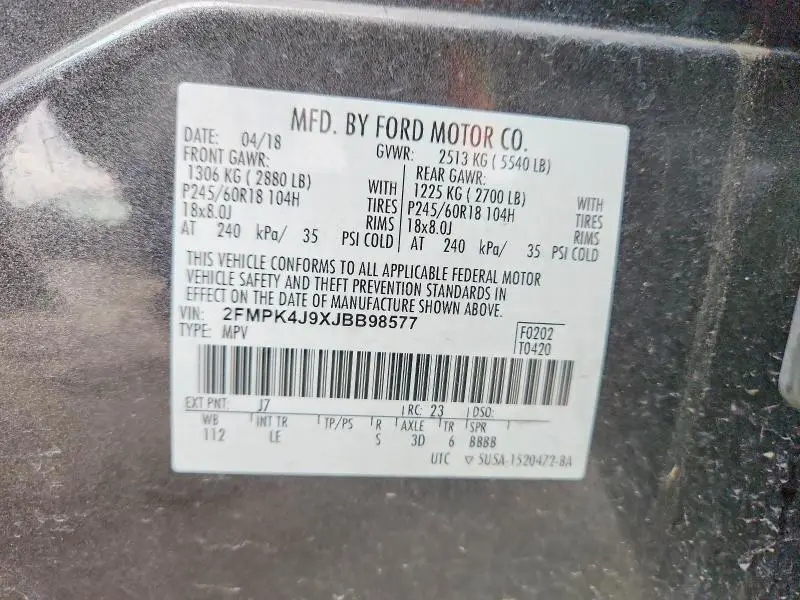 MFD. BY FORD MOTOR CO.
DATE: 04/18 GVWR: 2513 KG ( 5540 LB)
FRONT GAWR: REAR GAWR:
1306 KG ( 2880 LB) WITH 1225 KG ( 2700 LB) WITH
P245/60R18 104H TIRES P245/60R18 104H TIRES
18x8.0J RIMS 18x8.0J RIMS
AT 240 kPa/ 35 PSI COLD AT 240 kPa/ 35 PSI COLD
THIS VEHICLE CONFORMS TO ALL APPLICABLE FEDERAL MOTOR
VEHICLE SAFETY AND THEFT PREVENTION STANDARDS IN
EFFECT ON THE DATE OF MANUFACTURE SHOWN ABOVE.
VIN: 2FMPK4J9XJBB98577
TYPE: MPV
F0202
T0420
EXT PNT: J7 RC: 23 DSO:
WB INT TR TP/PS R AXLE TR SPR
112 LE S 3D 6 BBBB
UTC ▽ 5USA-1520472-BA